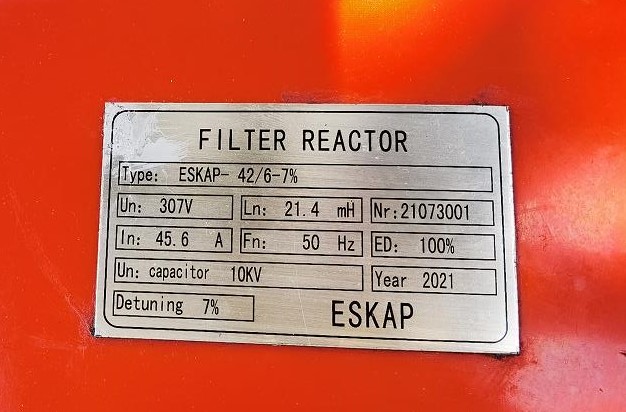 FILTER REACTOR
Type: ESKAP- 42/6-7%
Un: 307V Ln: 21.4 mH Nr:21073001
In: 45.6 A Fn: 50 Hz ED: 100%
Un: capacitor 10KV Year 2021
Detuning 7% ESKAP